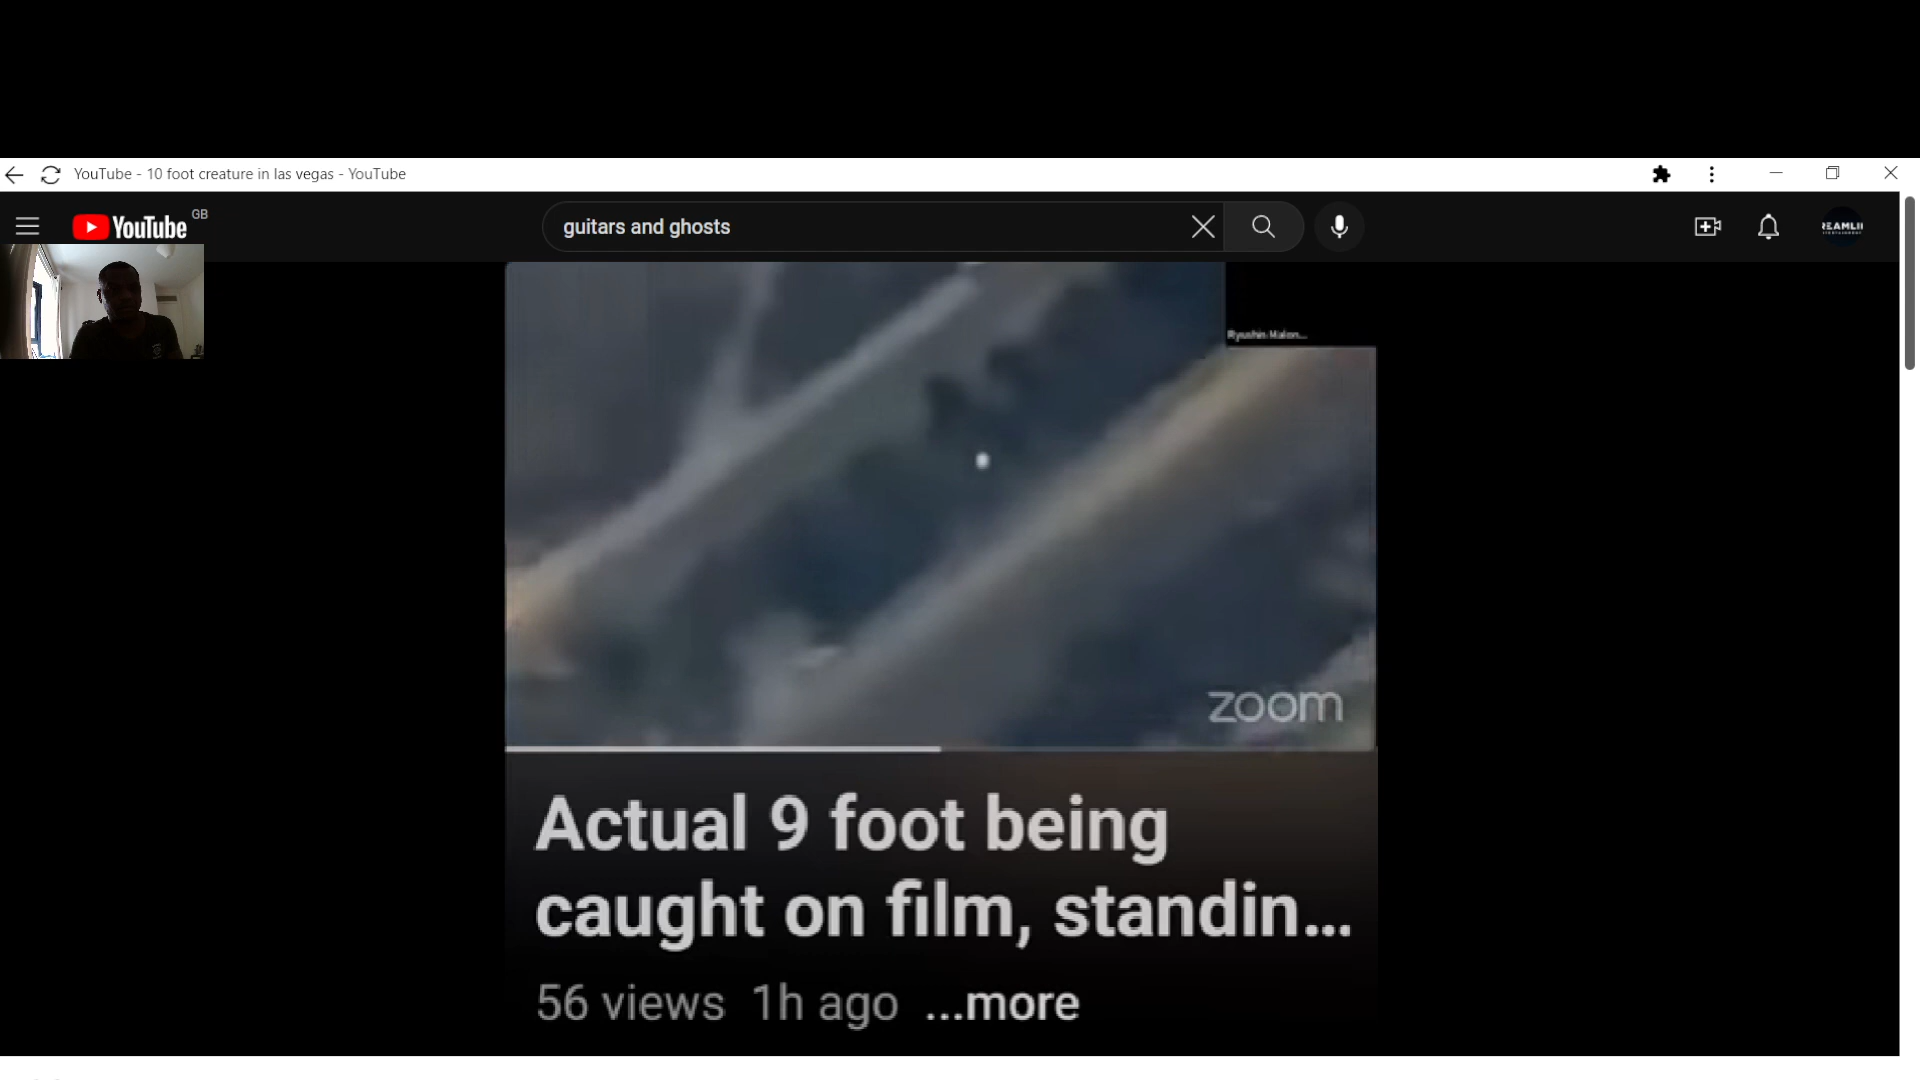 YouTube - 10 foot creature in las vegas - YouTube
YouTube GB
guitars and ghosts
zoom
Actual 9 foot being
caught on film, standin...
56 views 1h ago ...more